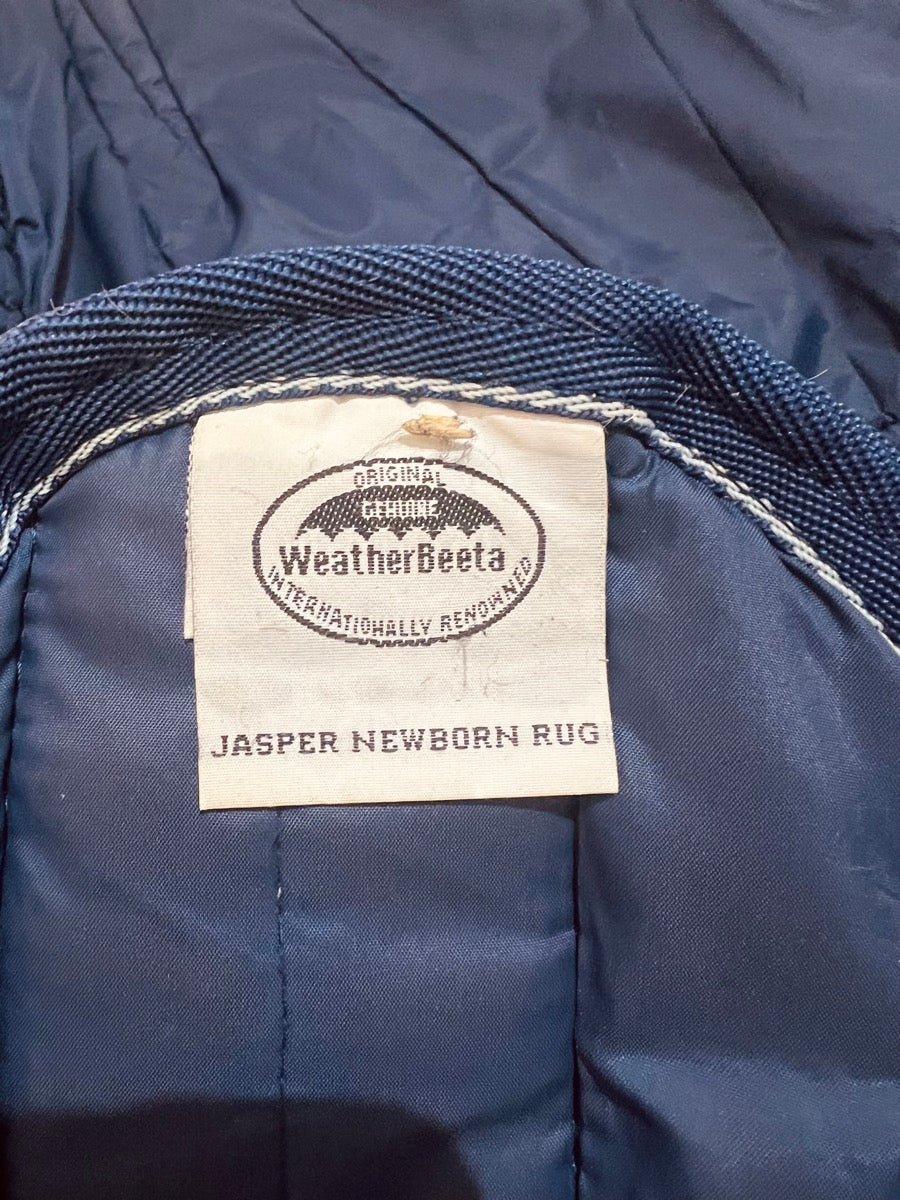 ORIGINAL
GENUINE
WeatherBeeta
INTERNATIONALLY RENOWNED
JASPER NEWBORN RUG